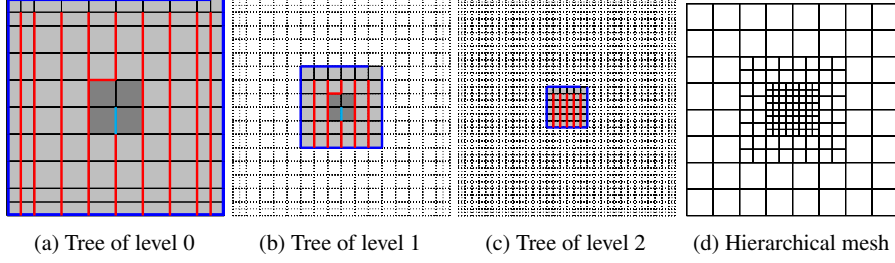 (a) Tree of level 0
(b) Tree of level 1
(c) Tree of level 2
(d) Hierarchical mesh